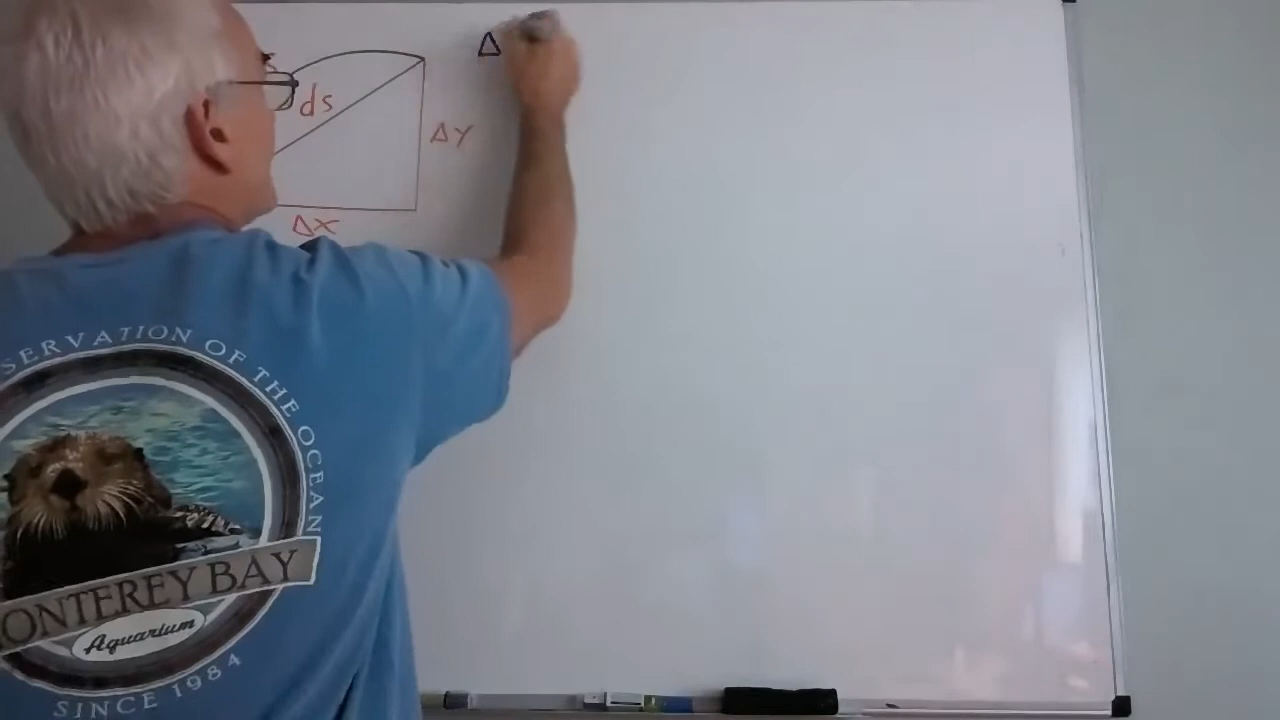 Δ
ds
Δy
Δx
SERVATION OF THE OCEAN
ONTEREY BAY
Aquarium
SINCE 1984